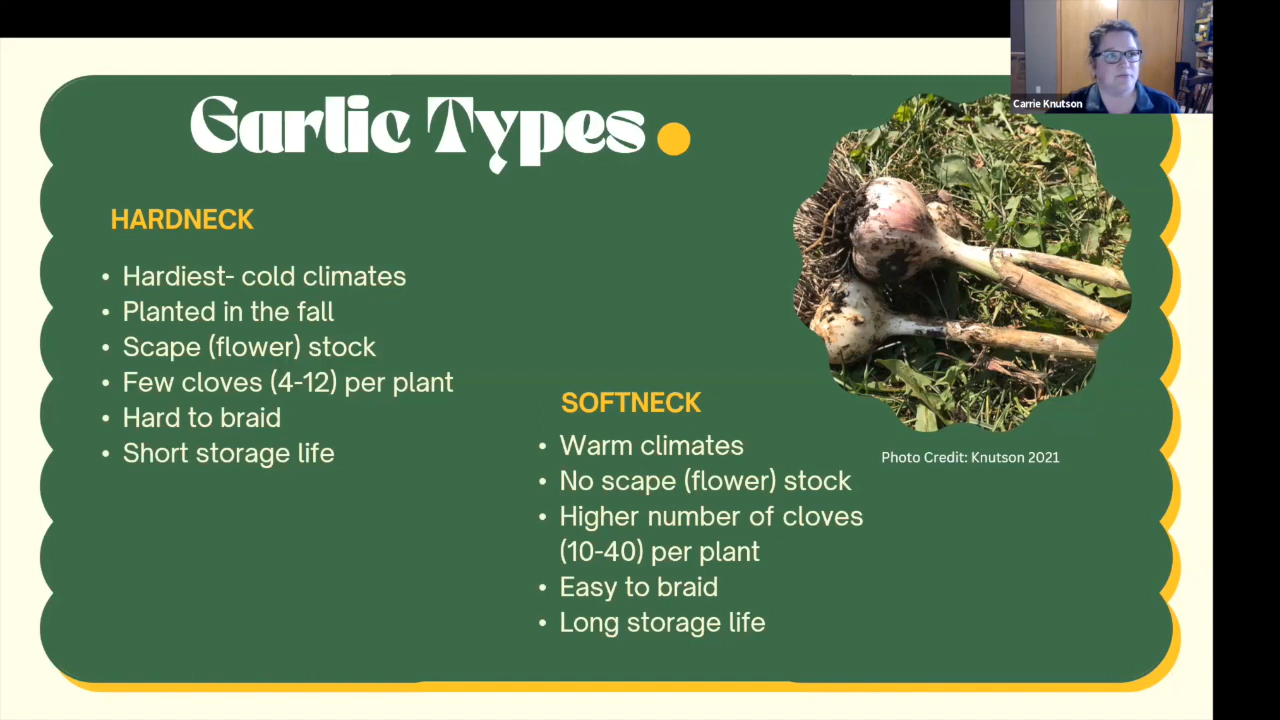 Garlic Types
HARDNECK
• Hardiest- cold climates
• Planted in the fall
• Scape (flower) stock
• Few cloves (4-12) per plant
• Hard to braid
• Short storage life
SOFTNECK
• Warm climates
• No scape (flower) stock
• Higher number of cloves
(10-40) per plant
• Easy to braid
• Long storage life
Photo Credit: Knutson 2021
Carrie Knutson